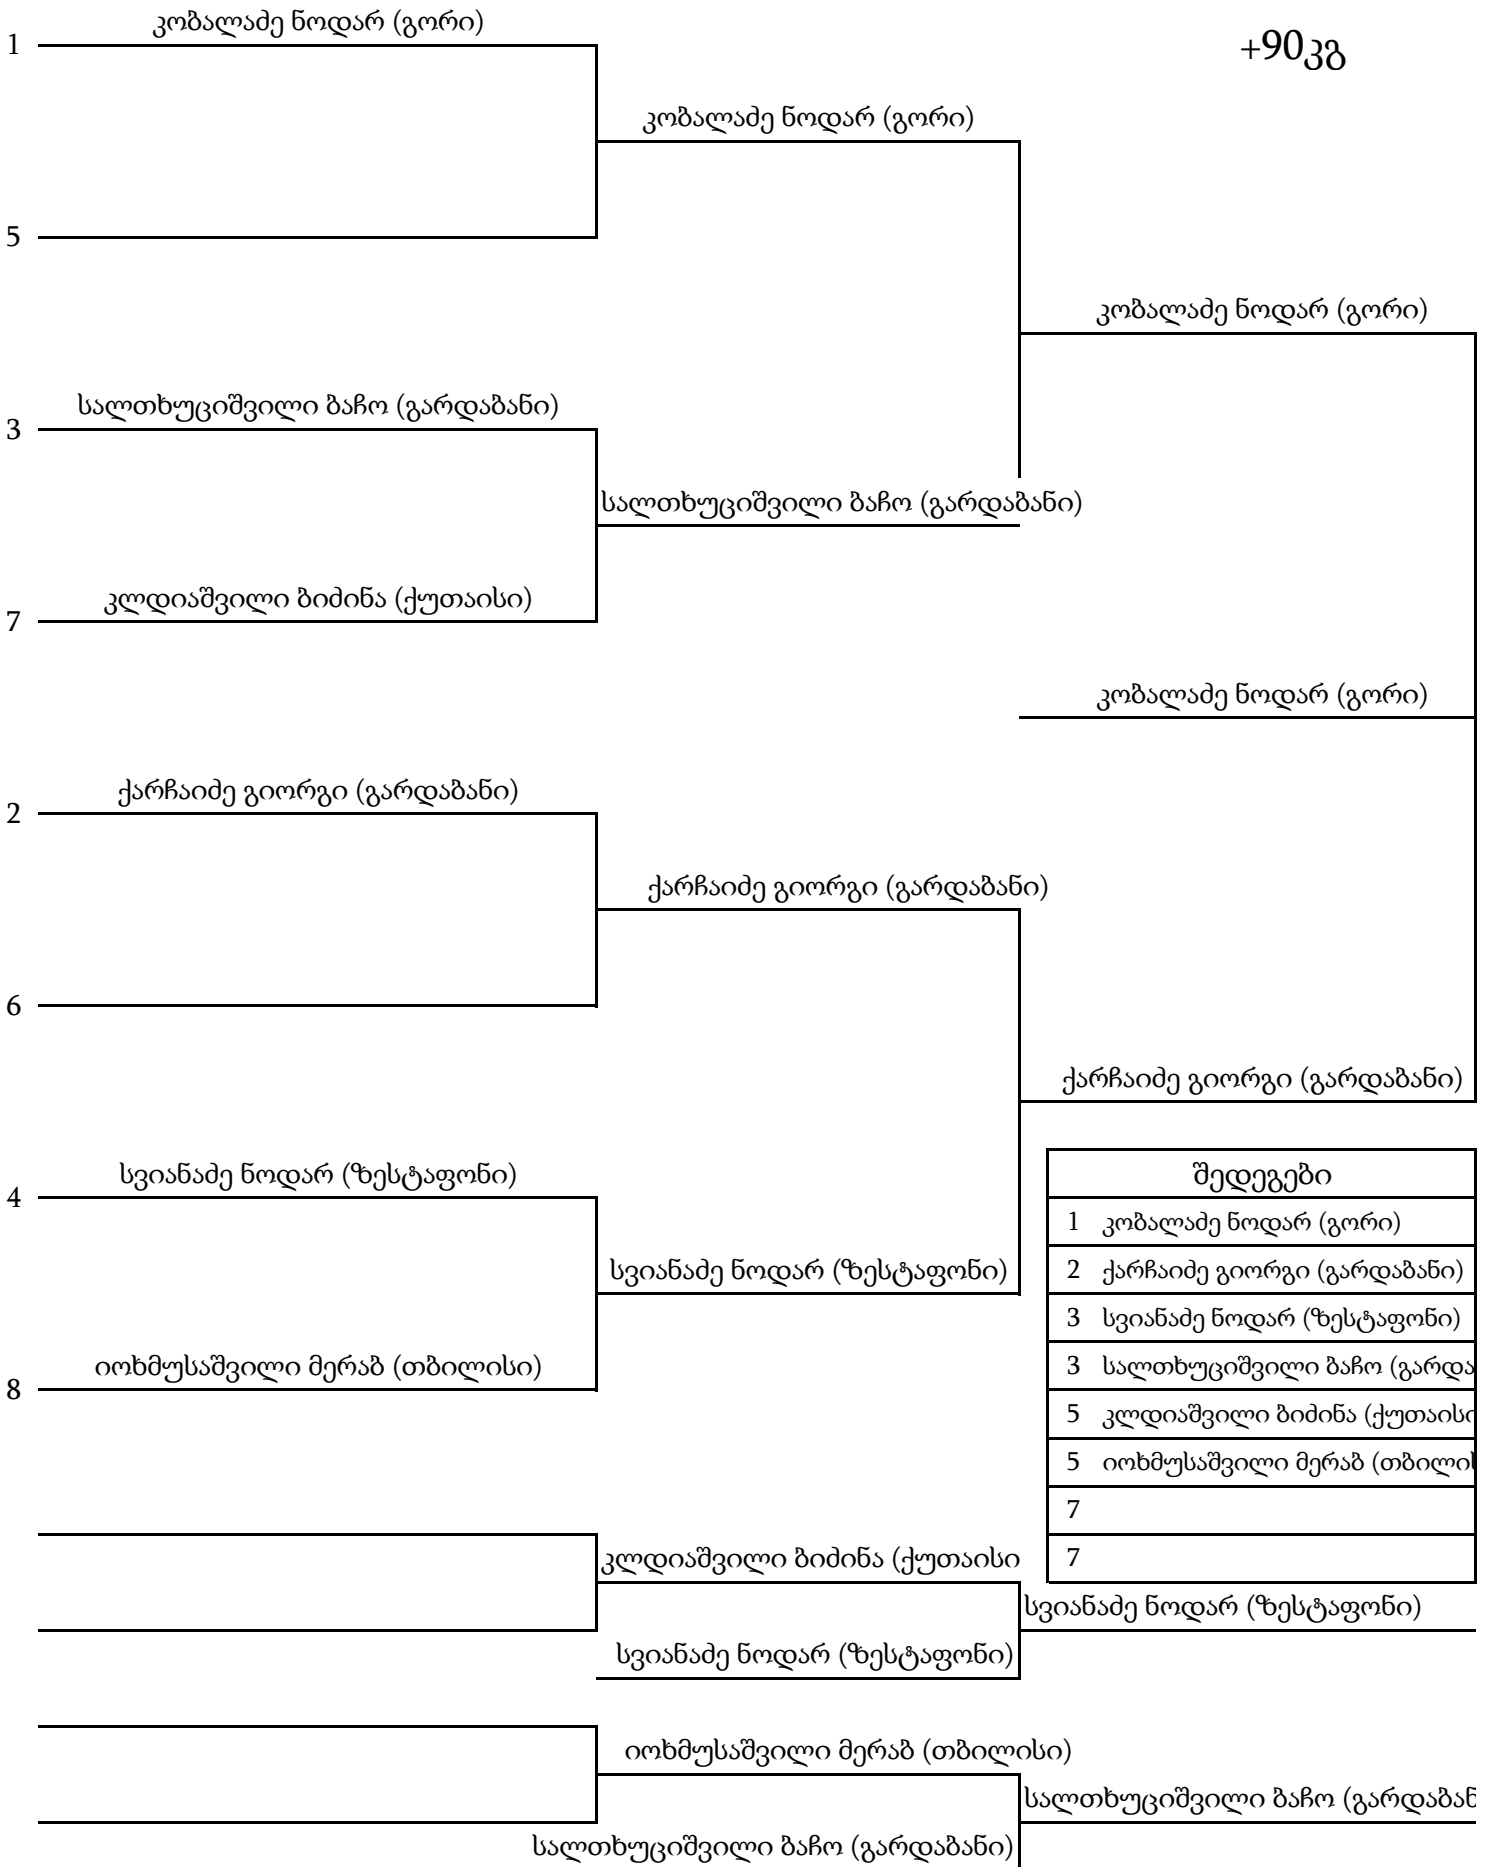 კობალაძე ნოდარ (გორი)
1
+90კგ
კობალაძე ნოდარ (გორი)
5
კობალაძე ნოდარ (გორი)
სალთხუციშვილი ბაჩო (გარდაბანი)
3
სალთხუციშვილი ბაჩო (გარდაბანი)
კლდიაშვილი ბიძინა (ქუთაისი)
7
კობალაძე ნოდარ (გორი)
ქარჩაიძე გიორგი (გარდაბანი)
2
ქარჩაიძე გიორგი (გარდაბანი)
6
ქარჩაიძე გიორგი (გარდაბანი)
სვიანაძე ნოდარ (ზესტაფონი)
4
შედეგები
1 კობალაძე ნოდარ (გორი)
სვიანაძე ნოდარ (ზესტაფონი)
2 ქარჩაიძე გიორგი (გარდაბანი)
3 სვიანაძე ნოდარ (ზესტაფონი)
იოხმუსაშვილი მერაბ (თბილისი)
8
3 სალთხუციშვილი ბაჩო (გარდა
5 კლდიაშვილი ბიძინა (ქუთაისი
5 იოხმუსაშვილი მერაბ (თბილის
7
7
კლდიაშვილი ბიძინა (ქუთაისი
სვიანაძე ნოდარ (ზესტაფონი)
სვიანაძე ნოდარ (ზესტაფონი)
იოხმუსაშვილი მერაბ (თბილისი)
სალთხუციშვილი ბაჩო (გარდაბან
სალთხუციშვილი ბაჩო (გარდაბანი)